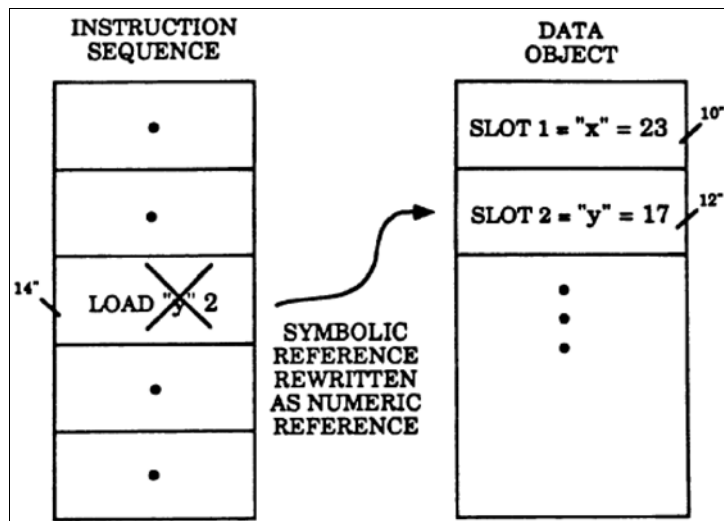 INSTRUCTION
SEQUENCE
DATA
OBJECT
SLOT 1 = "x" = 23
10"
SLOT 2 = "y" = 17
12"
14"
LOAD "y" 2
SYMBOLIC
REFERENCE
REWRITTEN
AS NUMERIC
REFERENCE